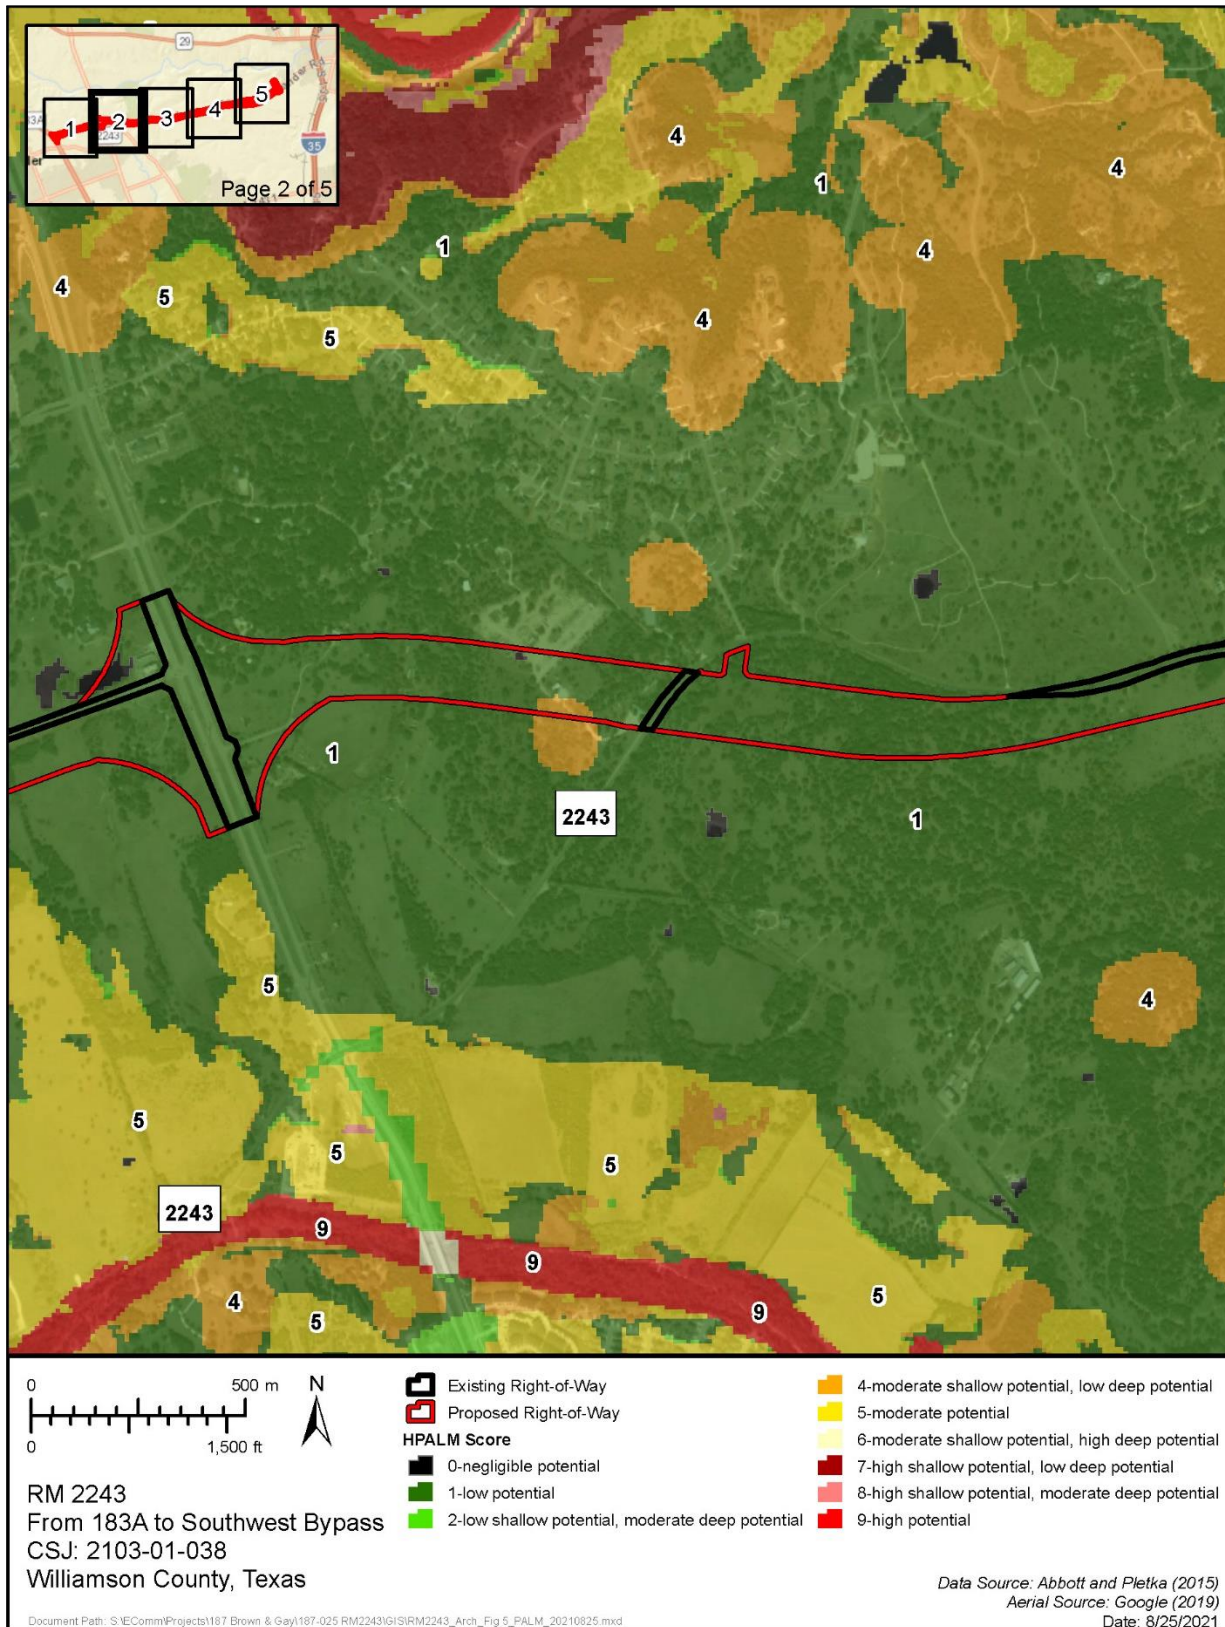 29
1
2
3
4
5
35
2243
Page 2 of 5
4
4
1
1
4
5
4
4
5
1
2243
1
5
4
5
5
5
2243
9
9
9
5
4
5
0 500 m
0 1,500 ft
N
RM 2243
From 183A to Southwest Bypass
CSJ: 2103-01-038
Williamson County, Texas
Existing Right-of-Way
Proposed Right-of-Way
HPALM Score
0-negligible potential
1-low potential
2-low shallow potential, moderate deep potential
4-moderate shallow potential, low deep potential
5-moderate potential
6-moderate shallow potential, high deep potential
7-high shallow potential, low deep potential
8-high shallow potential, moderate deep potential
9-high potential
Data Source: Abbott and Pletka (2015)
Aerial Source: Google (2019)
Date: 8/25/2021
Document Path: S:\EComm\Projects\187 Brown & Gay\187-025 RM2243\GIS\RM2243_Arch_Fig 5_PALM_20210825.mxd